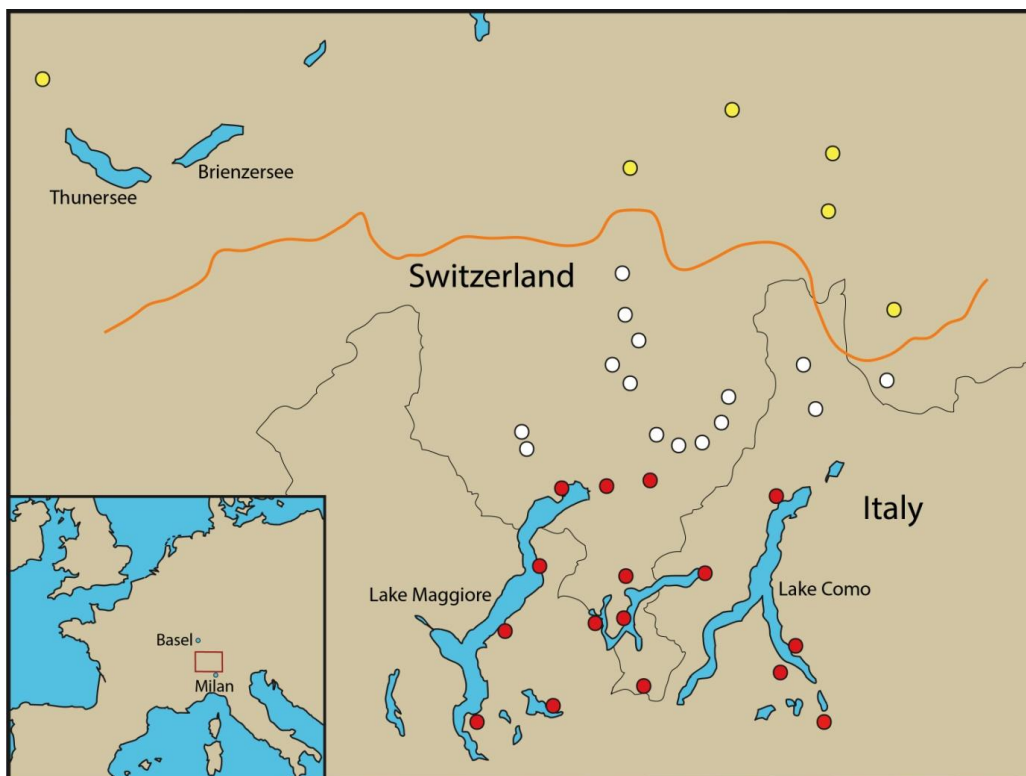 Brienzersee
Thunersee
Switzerland
Italy
Lake Maggiore
Lake Como
Basel
Milan